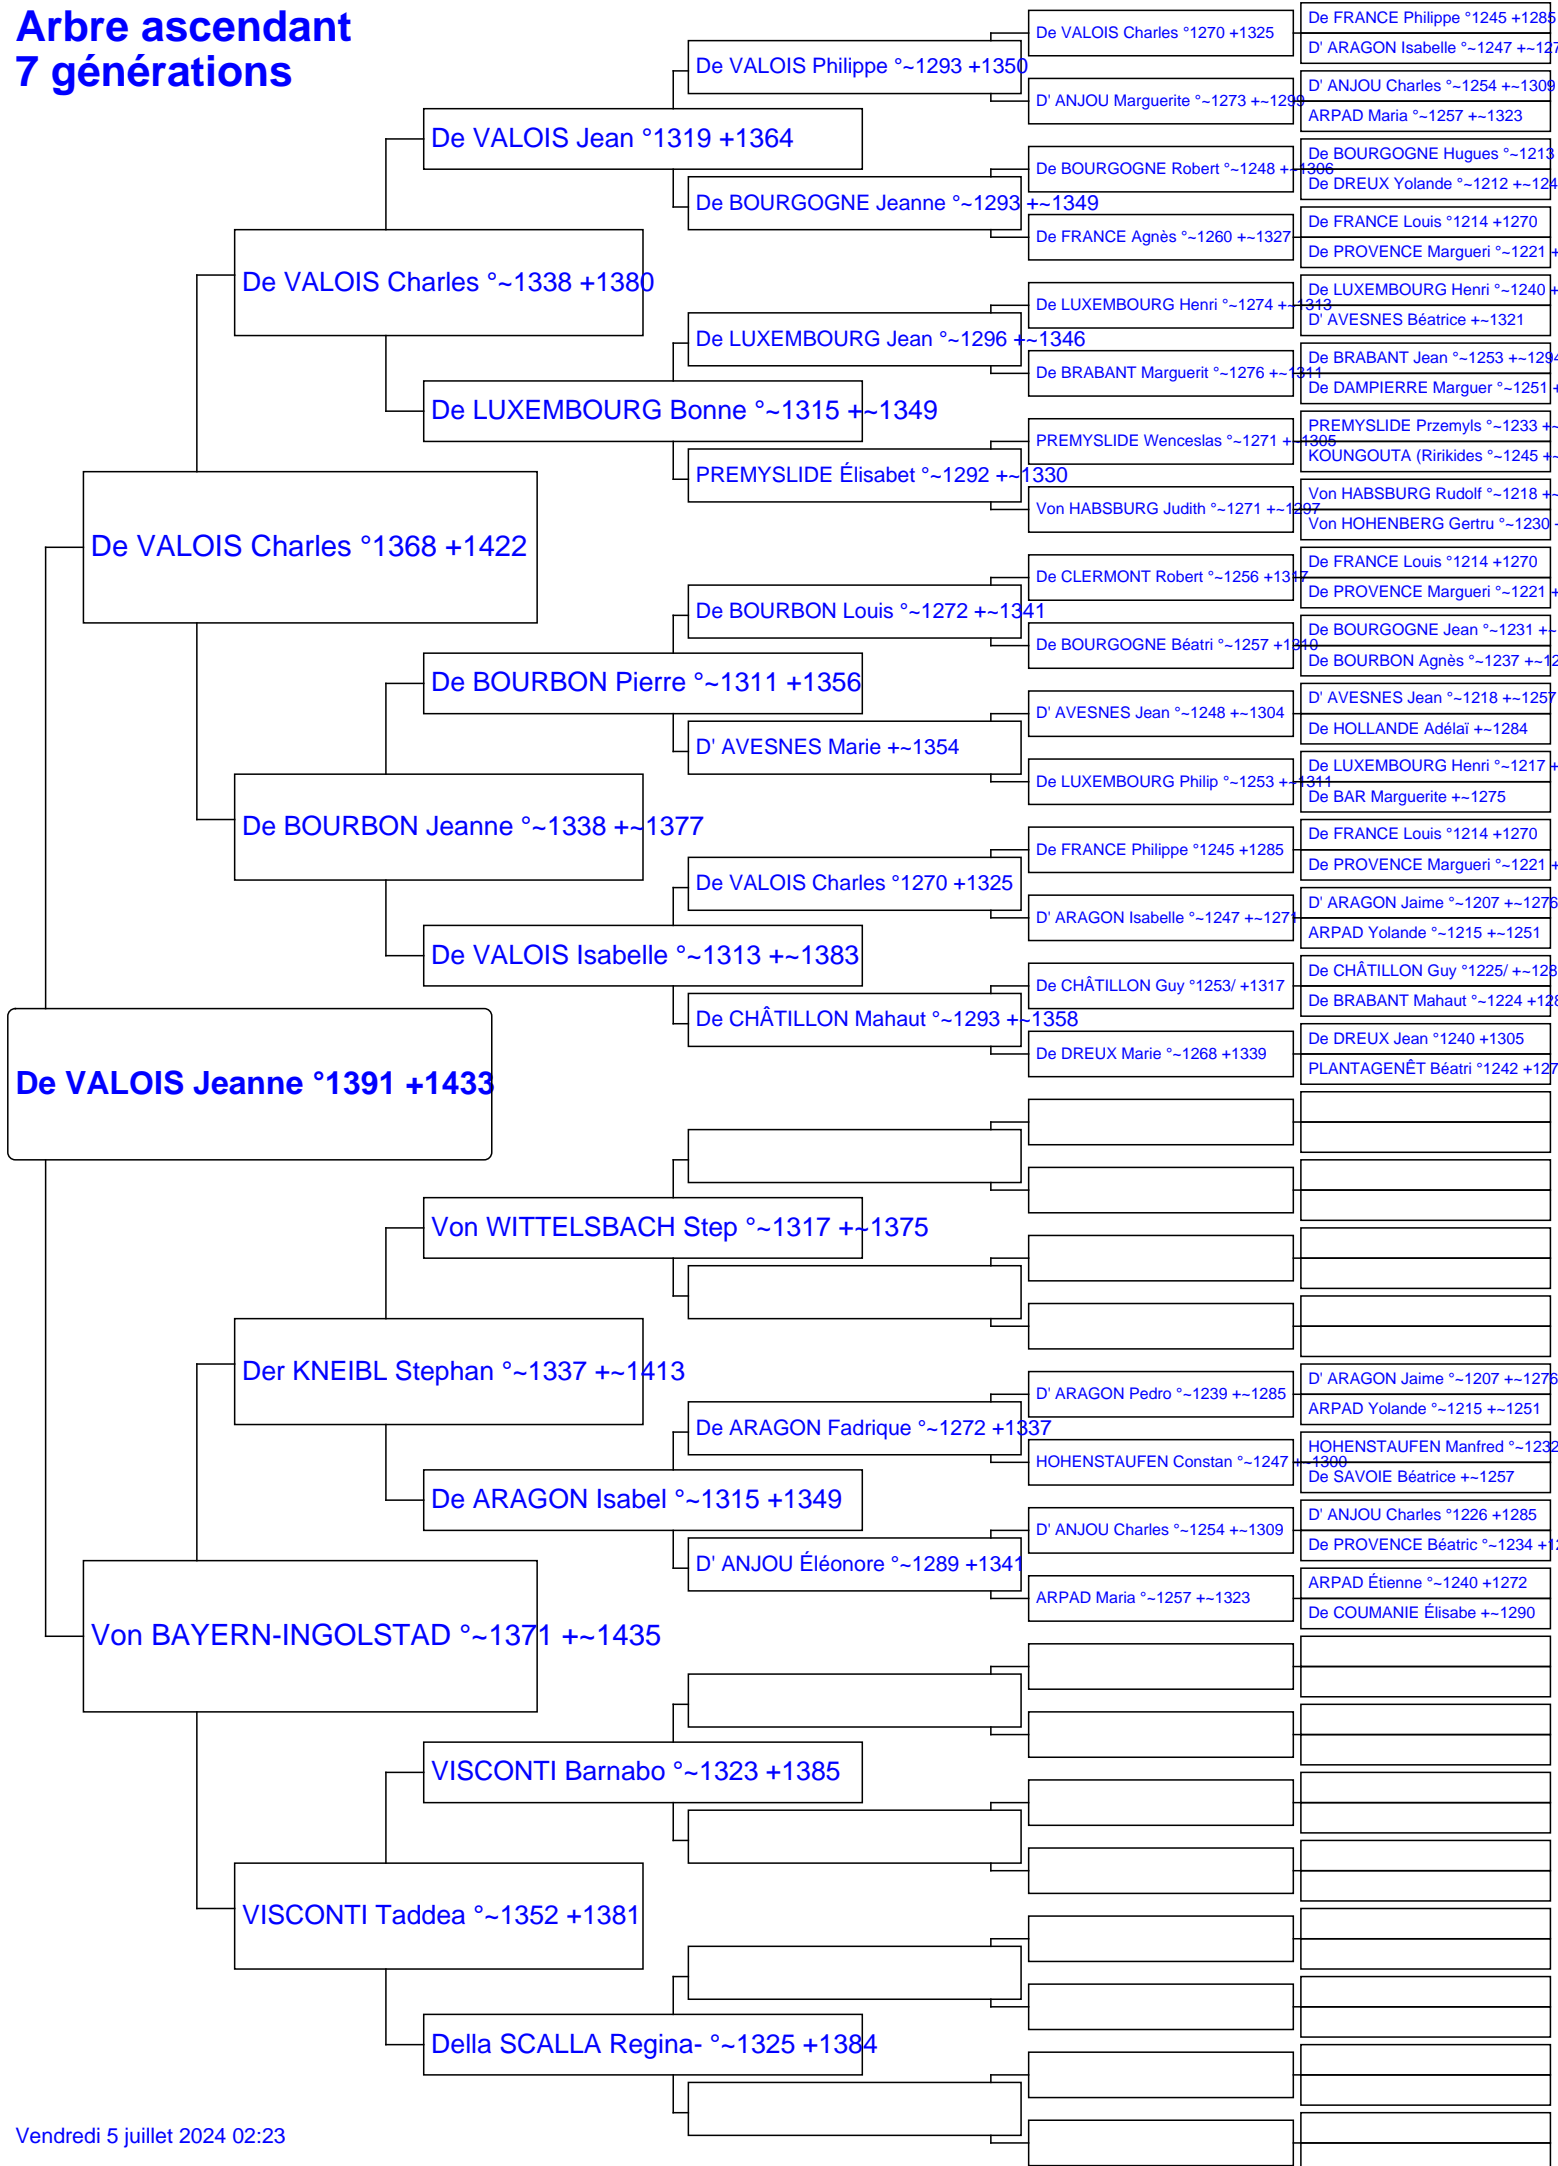 Arbre ascendant
7 générations
De VALOIS Jeanne °1391 +1433
De VALOIS Charles °1368 +1422
Von BAYERN-INGOLSTAD °~1371 +~1435
De VALOIS Charles °~1338 +1380
De BOURBON Jeanne °~1338 +~1377
Der KNEIBL Stephan °~1337 +~1413
VISCONTI Taddea °~1352 +1381
De VALOIS Jean °1319 +1364
De LUXEMBOURG Bonne °~1315 +~1349
De BOURBON Pierre °~1311 +1356
De VALOIS Isabelle °~1313 +~1383
Von WITTELSBACH Step °~1317 +~1375
De ARAGON Isabel °~1315 +1349
VISCONTI Barnabo °~1323 +1385
Della SCALLA Regina- °~1325 +1384
De VALOIS Philippe °~1293 +1350
De BOURGOGNE Jeanne °~1293 +~1349
De LUXEMBOURG Jean °~1296 +~1346
PREMYSLIDE Élisabet °~1292 +~1330
De BOURBON Louis °~1272 +~1341
D' AVESNES Marie +~1354
De VALOIS Charles °1270 +1325
De CHÂTILLON Mahaut °~1293 +~1358
De ARAGON Fadrique °~1272 +1337
D' ANJOU Éléonore °~1289 +1341
De VALOIS Charles °1270 +1325
D' ANJOU Marguerite °~1273 +~1299
De BOURGOGNE Robert °~1248 +~1306
De FRANCE Agnès °~1260 +~1327
De LUXEMBOURG Henri °~1274 +~1313
De BRABANT Marguerit °~1276 +~1311
PREMYSLIDE Wenceslas °~1271 +~1305
Von HABSBURG Judith °~1271 +~1297
De CLERMONT Robert °~1256 +1317
De BOURGOGNE Béatri °~1257 +1310
D' AVESNES Jean °~1248 +~1304
De LUXEMBOURG Philip °~1253 +~1311
De FRANCE Philippe °1245 +1285
D' ARAGON Isabelle °~1247 +~1271
De CHÂTILLON Guy °1253/ +1317
De DREUX Marie °~1268 +1339
D' ARAGON Pedro °~1239 +~1285
HOHENSTAUFEN Constan °~1247 +~1300
D' ANJOU Charles °~1254 +~1309
ARPAD Maria °~1257 +~1323
De FRANCE Philippe °1245 +1285
D' ARAGON Isabelle °~1247 +~127
D' ANJOU Charles °~1254 +~1309
ARPAD Maria °~1257 +~1323
De BOURGOGNE Hugues °~1213
De DREUX Yolande °~1212 +~124
De FRANCE Louis °1214 +1270
De PROVENCE Margueri °~1221 +
De LUXEMBOURG Henri °~1240 +
D' AVESNES Béatrice +~1321
De BRABANT Jean °~1253 +~1294
De DAMPIERRE Marguer °~1251 +
PREMYSLIDE Przemyls °~1233 +~
KOUNGOUTA (Ririkides °~1245 +~
Von HABSBURG Rudolf °~1218 +~
Von HOHENBERG Gertru °~1230 +
De FRANCE Louis °1214 +1270
De PROVENCE Margueri °~1221 +
De BOURGOGNE Jean °~1231 +~
De BOURBON Agnès °~1237 +~12
D' AVESNES Jean °~1218 +~1257
De HOLLANDE Adélaï +~1284
De LUXEMBOURG Henri °~1217 +
De BAR Marguerite +~1275
De FRANCE Louis °1214 +1270
De PROVENCE Margueri °~1221 +
D' ARAGON Jaime °~1207 +~1276
ARPAD Yolande °~1215 +~1251
De CHÂTILLON Guy °1225/ +~128
De BRABANT Mahaut °~1224 +128
De DREUX Jean °1240 +1305
PLANTAGENÊT Béatri °1242 +127
D' ARAGON Jaime °~1207 +~1276
ARPAD Yolande °~1215 +~1251
HOHENSTAUFEN Manfred °~1232
De SAVOIE Béatrice +~1257
D' ANJOU Charles °1226 +1285
De PROVENCE Béatric °~1234 +12
ARPAD Étienne °~1240 +1272
De COUMANIE Élisabe +~1290
Vendredi 5 juillet 2024 02:23